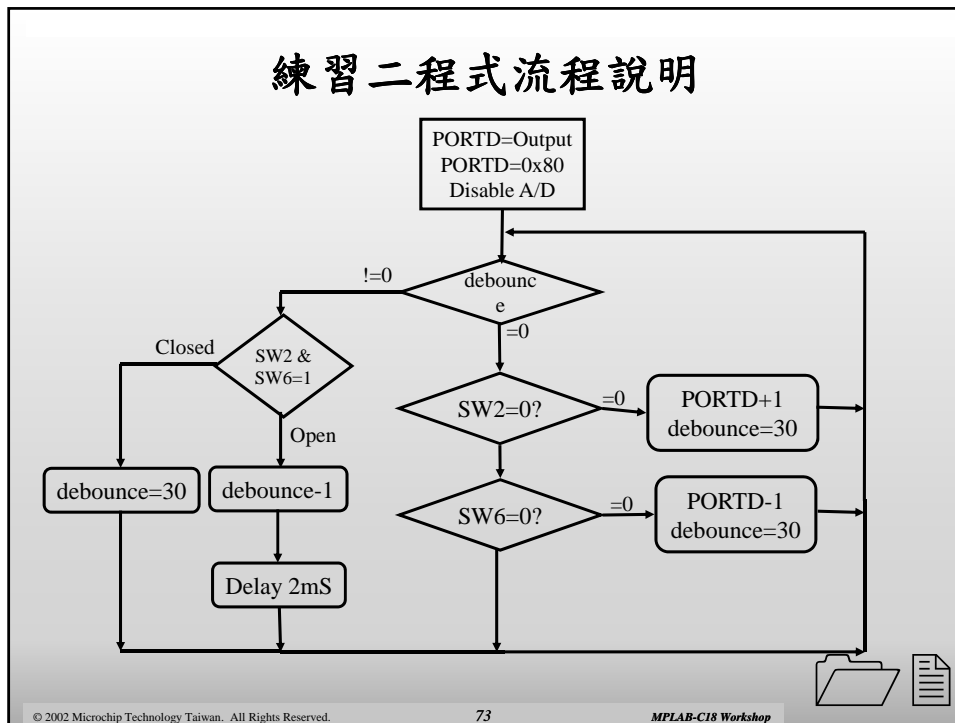 練習二程式流程說明
PORTD=Output
PORTD=0x80
Disable A/D
!=0
debounc
e
=0
Closed
SW2 &
SW6=1
Open
SW2=0?
=0
PORTD+1
debounce=30
debounce=30
debounce-1
SW6=0?
=0
PORTD-1
debounce=30
Delay 2mS
© 2002 Microchip Technology Taiwan. All Rights Reserved.
73
MPLAB-C18 Workshop